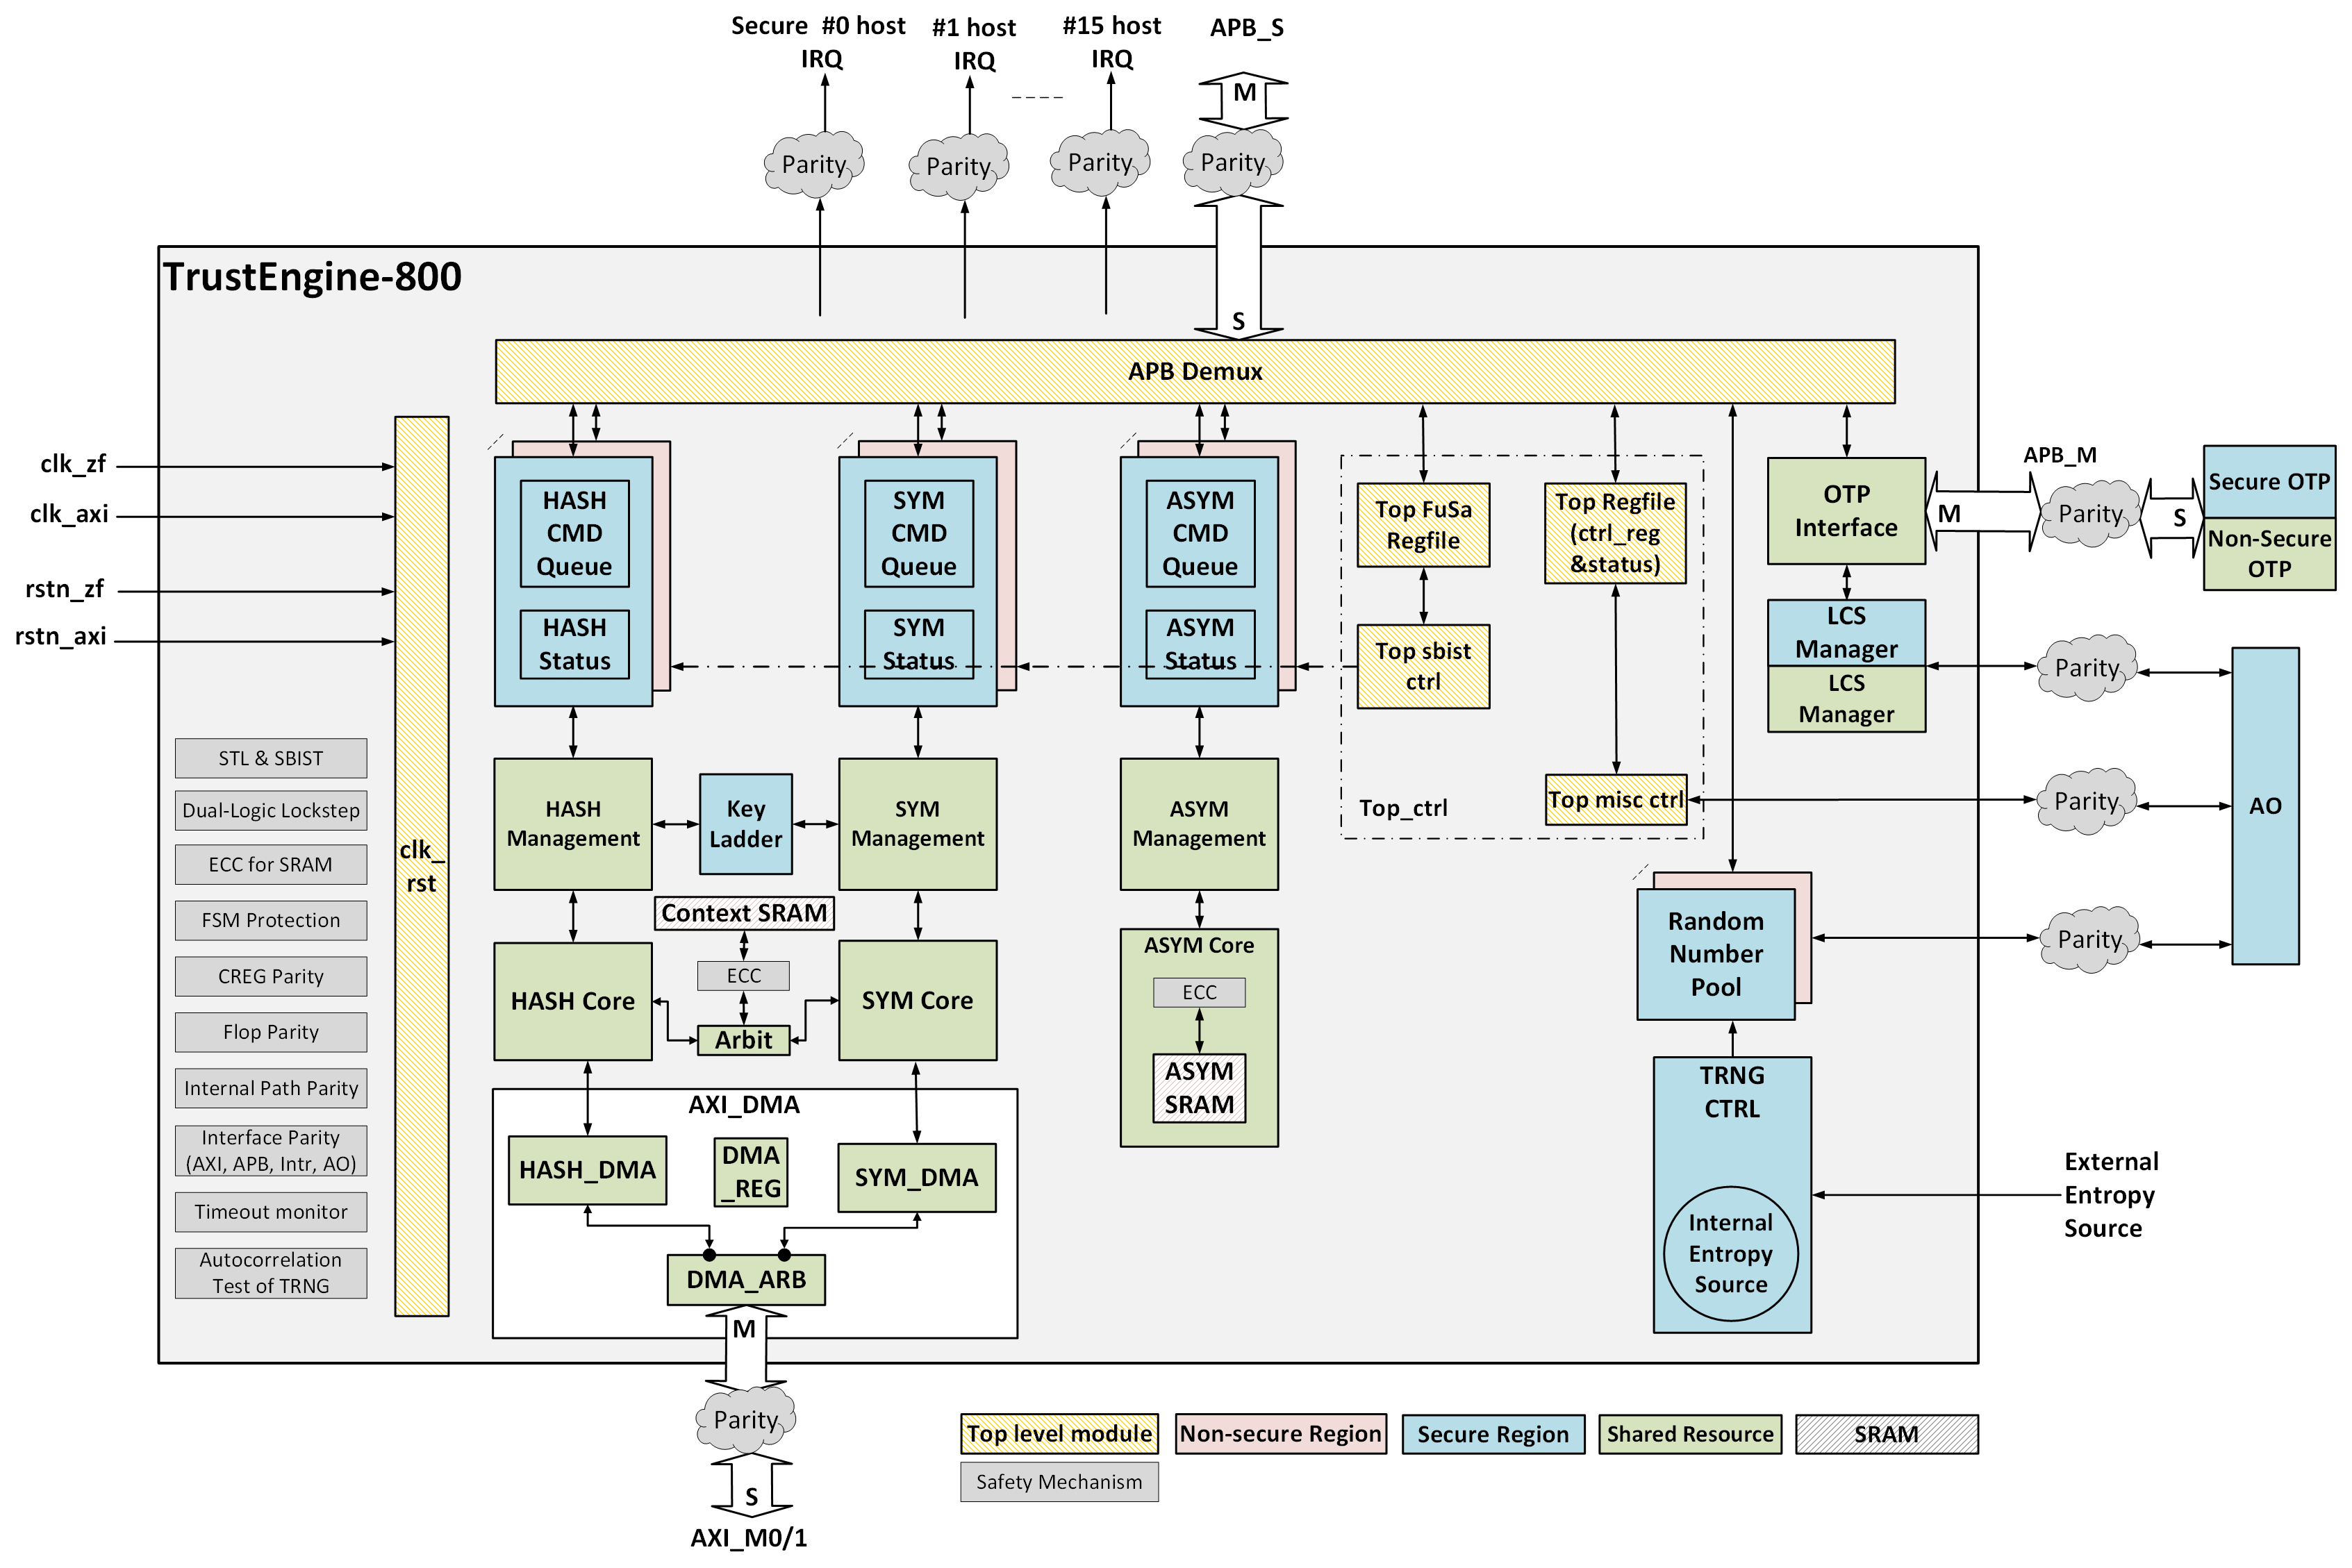 Secure #0 host
IRQ
#1 host
IRQ
#15 host
IRQ
APB_S
M
Parity
Parity
Parity
Parity
TrustEngine-800
S
APB Demux
clk_zf
clk_axi
rstn_zf
rstn_axi
clk_
rst
HASH
CMD
Queue
HASH
Status
SYM
CMD
Queue
SYM
Status
ASYM
CMD
Queue
ASYM
Status
Top FuSa
Regfile
Top sbist
ctrl
Top Regfile
(ctrl_reg
&status)
Top misc ctrl
Top_ctrl
OTP
Interface
LCS
Manager
LCS
Manager
M
APB_M
Parity
S
Secure OTP
Non-Secure
OTP
Parity
Parity
Parity
AO
STL & SBIST
Dual-Logic Lockstep
ECC for SRAM
FSM Protection
CREG Parity
Flop Parity
Internal Path Parity
Interface Parity
(AXI, APB, Intr, AO)
Timeout monitor
Autocorrelation
Test of TRNG
HASH
Management
Key
Ladder
SYM
Management
ASYM
Management
Context SRAM
ECC
Arbit
HASH Core
SYM Core
ASYM Core
ECC
ASYM
SRAM
Random
Number
Pool
TRNG
CTRL
Internal
Entropy
Source
External
Entropy
Source
AXI_DMA
HASH_DMA
DMA
_REG
SYM_DMA
DMA_ARB
M
Parity
S
AXI_M0/1
Top level module
Non-secure Region
Secure Region
Shared Resource
SRAM
Safety Mechanism